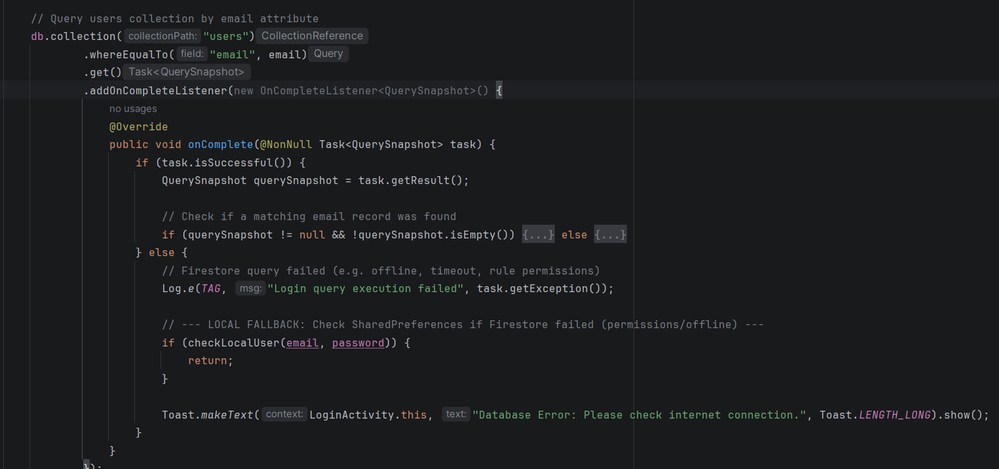 // Query users collection by email attribute
db.collection( collectionPath: "users") CollectionReference
.whereEqualTo( field: "email", email) Query
.get() Task<QuerySnapshot>
.addOnCompleteListener(new OnCompleteListener<QuerySnapshot>() {
no usages
@Override
public void onComplete(@NonNull Task<QuerySnapshot> task) {
if (task.isSuccessful()) {
QuerySnapshot querySnapshot = task.getResult();
// Check if a matching email record was found
if (querySnapshot != null && !querySnapshot.isEmpty()) {...} else {...}
} else {
// Firestore query failed (e.g. offline, timeout, rule permissions)
Log.e(TAG, msg: "Login query execution failed", task.getException());
// --- LOCAL FALLBACK: Check SharedPreferences if Firestore failed (permissions/offline) ---
if (checkLocalUser(email, password)) {
return;
}
Toast.makeText( context: LoginActivity.this, text: "Database Error: Please check internet connection.", Toast.LENGTH_LONG).show();
}
}
});